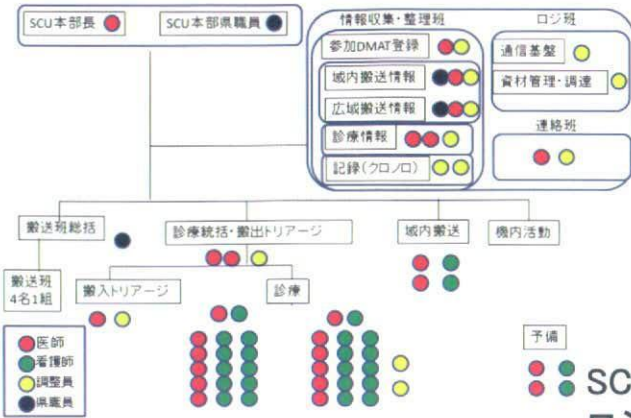 SCU本部長
SCU本部県職員
情報収集・整理班
参加DMAT登録
域内搬送情報
広域搬送情報
診療情報
記録(クロノロ)
ロジ班
通信基盤
資材管理・調達
連絡班
搬送班総括
診療統括・搬出トリアージ
域内搬送
機内活動
搬送班
4名1組
搬入トリアージ
診療
医師
看護師
調整員
県職員
予備
SC